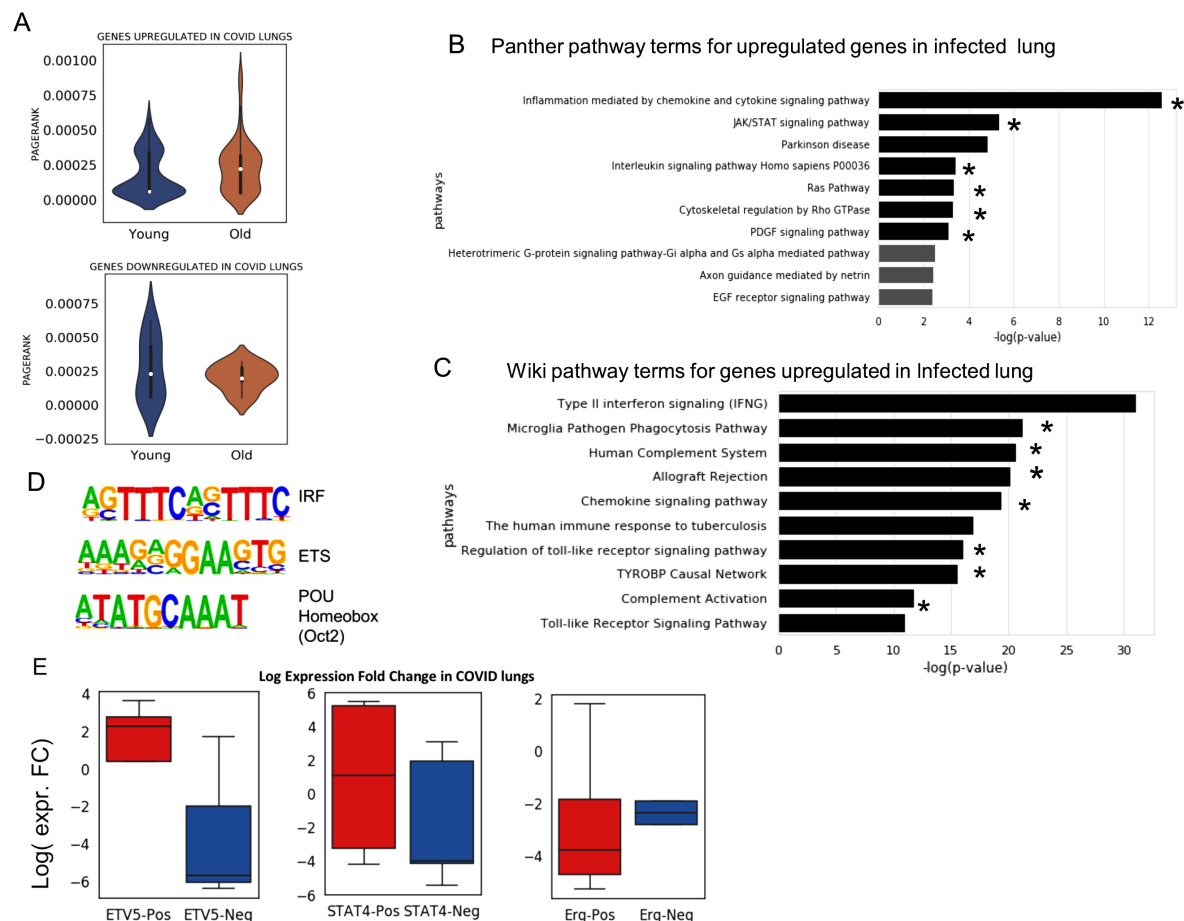 A
GENES UPREGULATED IN COVID LUNGS
PAGERANK
0.00100
0.00075
0.00050
0.00025
0.00000
Young Old
GENES DOWNREGULATED IN COVID LUNGS
PAGERANK
0.00075
0.00050
0.00025
0.00000
−0.00025
Young Old
B Panther pathway terms for upregulated genes in infected lung
pathways
Inflammation mediated by chemokine and cytokine signaling pathway *
JAK/STAT signaling pathway *
Parkinson disease
Interleukin signaling pathway Homo sapiens P00036 *
Ras Pathway *
Cytoskeletal regulation by Rho GTPase *
PDGF signaling pathway *
Heterotrimeric G-protein signaling pathway-Gi alpha and Gs alpha mediated pathway
Axon guidance mediated by netrin
EGF receptor signaling pathway
0 2 4 6 8 10 12
-log(p-value)
C Wiki pathway terms for genes upregulated in Infected lung
pathways
Type II interferon signaling (IFNG)
Microglia Pathogen Phagocytosis Pathway *
Human Complement System *
Allograft Rejection *
Chemokine signaling pathway *
The human immune response to tuberculosis
Regulation of toll-like receptor signaling pathway *
TYROBP Causal Network *
Complement Activation *
Toll-like Receptor Signaling Pathway
0 5 10 15 20 25 30
-log(p-value)
D
AGTTTCAGTTTC IRF
AAAGAGGAAGTG ETS
ATATGCAAAT POU
Homeobox
(Oct2)
E
Log Expression Fold Change in COVID lungs
Log( expr. FC)
4
2
0
−2
−4
−6
ETV5-Pos ETV5-Neg
6
4
2
0
−2
−4
−6
STAT4-Pos STAT4-Neg
2
0
−2
−4
Erg-Pos Erg-Neg